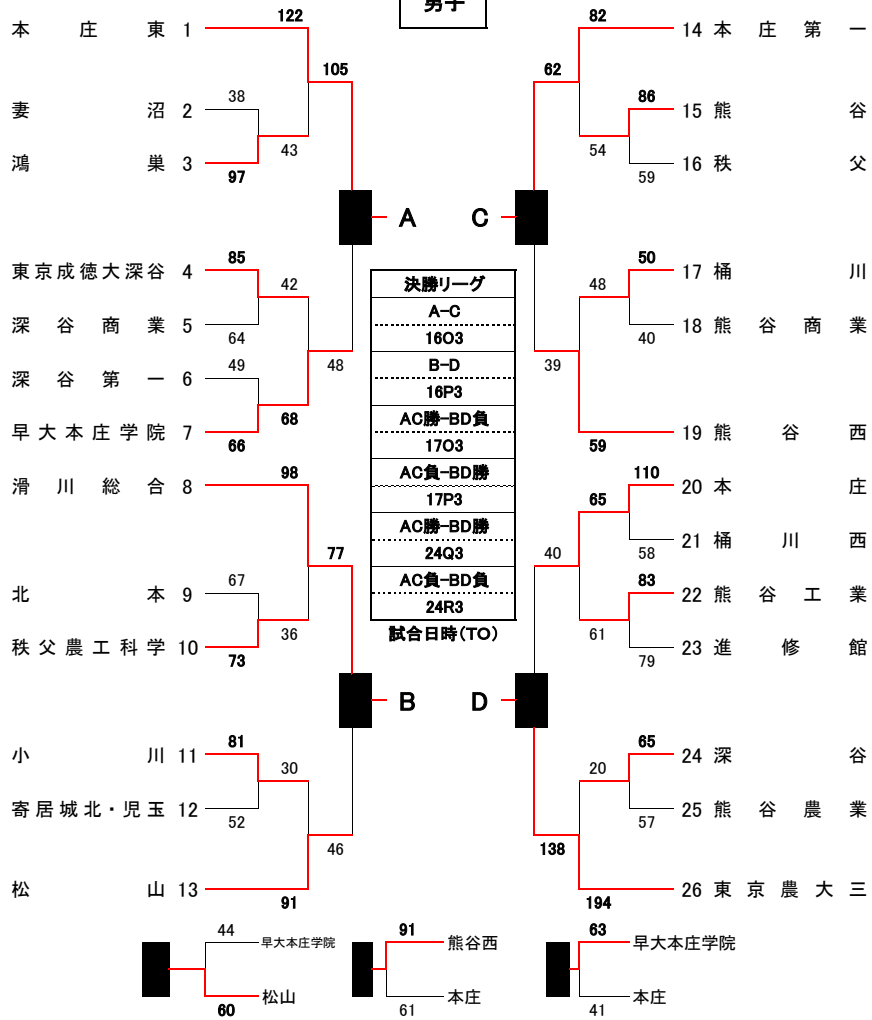 男子
本庄東 1
122
105
妻沼 2
38
43
鴻巣 3
97
A
東京成徳大深谷 4
85
42
深谷商業 5
64
深谷第一 6
49
48
68
早大本庄学院 7
66
滑川総合 8
98
77
北本 9
67
36
秩父農工科学 10
73
B
小川 11
81
30
寄居城北・児玉 12
52
46
松山 13
91
決勝リーグ
A-C
16O3
B-D
16P3
AC勝-BD負
17O3
AC負-BD勝
17P3
AC勝-BD勝
24Q3
AC負-BD負
24R3
試合日時(TO)
82
14 本庄第一
62
86
15 熊谷
54
59
16 秩父
C
50
17 桶川
48
40
18 熊谷商業
39
59
19 熊谷西
110
20 本庄
65
58
21 桶川西
40
83
22 熊谷工業
61
79
23 進修館
D
65
24 深谷
20
57
25 熊谷農業
138
194
26 東京農大三
44 早大本庄学院
60 松山
91 熊谷西
61 本庄
63 早大本庄学院
41 本庄